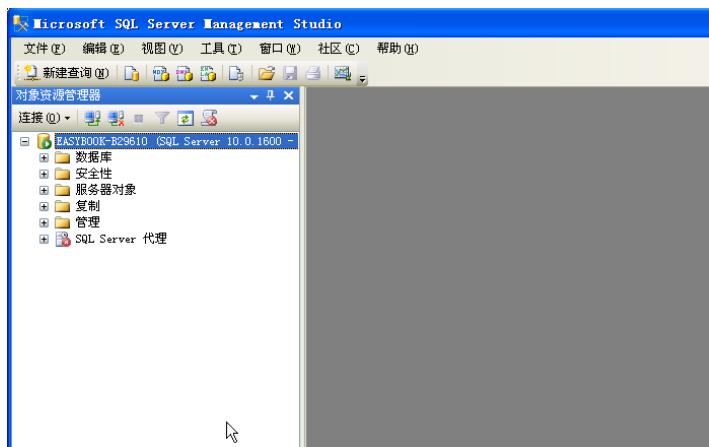 Microsoft SQL Server Management Studio
文件(F) 编辑(E) 视图(V) 工具(T) 窗口(W) 社区(C) 帮助(H)
新建查询(N)
对象资源管理器
连接(O)
EASYBOOK-B29610 (SQL Server 10.0.1600 -
数据库
安全性
服务器对象
复制
管理
SQL Server 代理